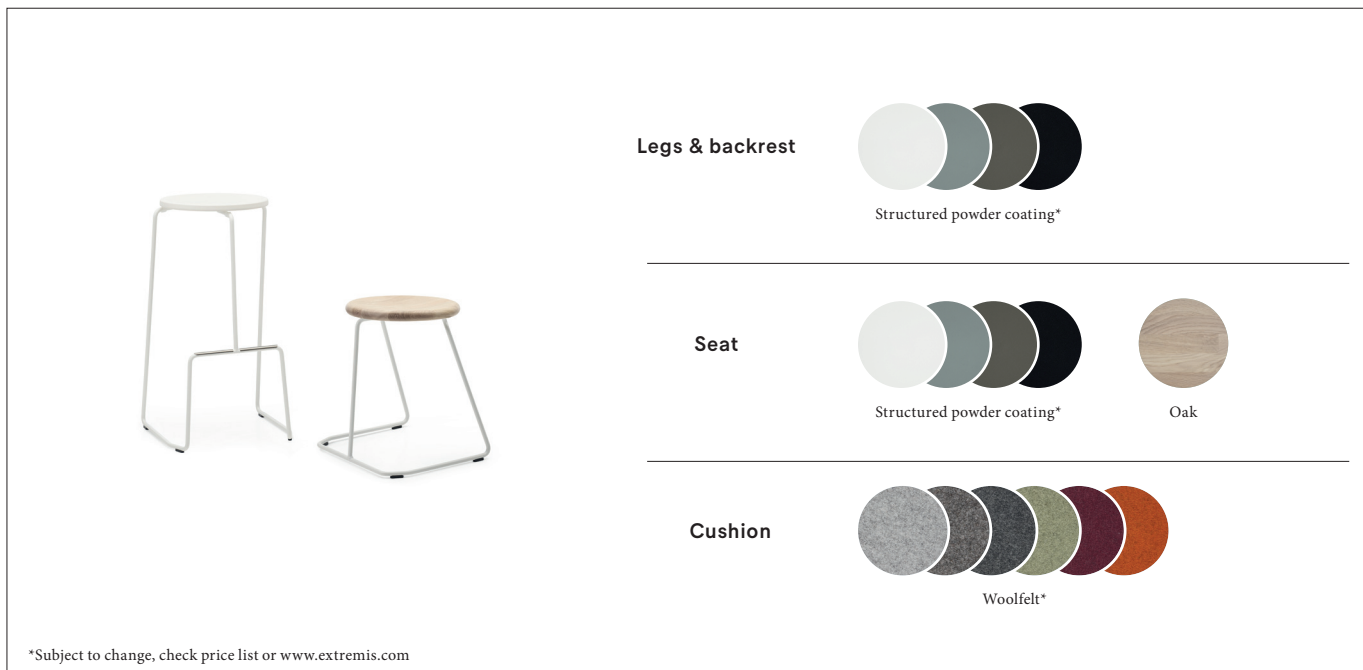 Legs & backrest
Structured powder coating*
Seat
Structured powder coating*
Oak
Cushion
Woolfelt*
*Subject to change, check price list or www.extremis.com